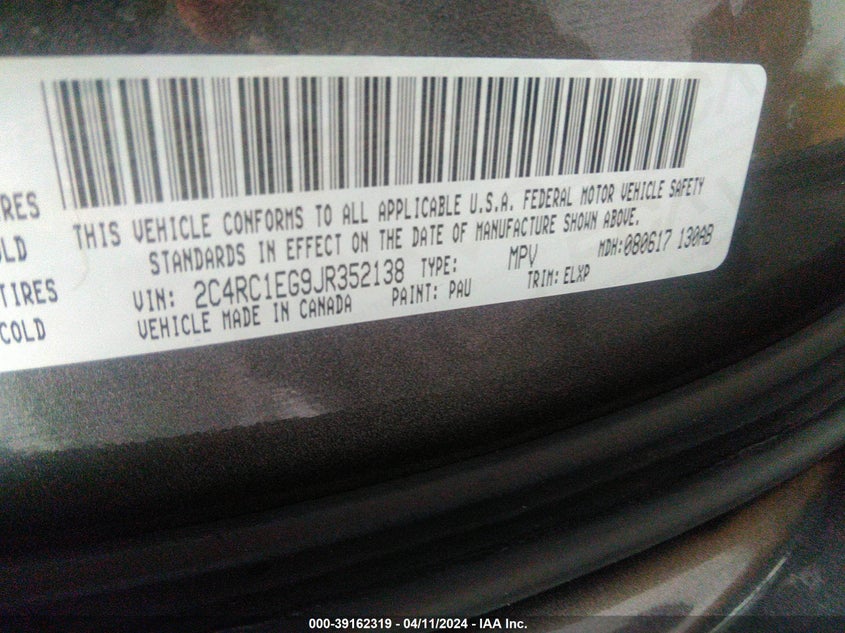 RES
LD
TIRES
COLD
THIS VEHICLE CONFORMS TO ALL APPLICABLE U.S.A. FEDERAL MOTOR VEHICLE SAFETY
STANDARDS IN EFFECT ON THE DATE OF MANUFACTURE SHOWN ABOVE.
MDH:080617 130AB
VIN: 2C4RC1EG9JR352138 TYPE: MPV
VEHICLE MADE IN CANADA PAINT: PAU TRIM:ELXP
000-39162319 - 04/11/2024 - IAA Inc.